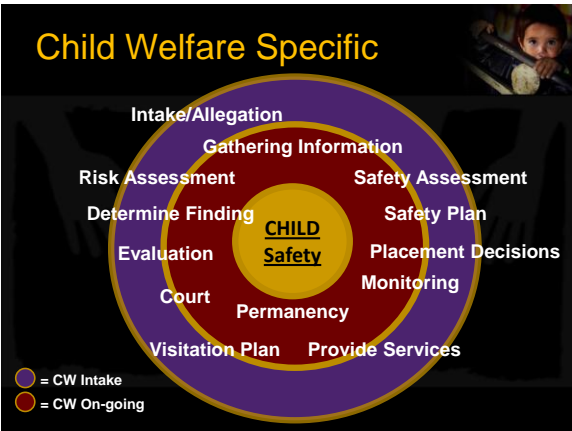 Child Welfare Specific
Intake/Allegation
Gathering Information
Risk Assessment
Safety Assessment
Determine Finding
CHILD
Safety
Safety Plan
Evaluation
Placement Decisions
Monitoring
Court
Permanency
Visitation Plan
Provide Services
= CW Intake
= CW On-going